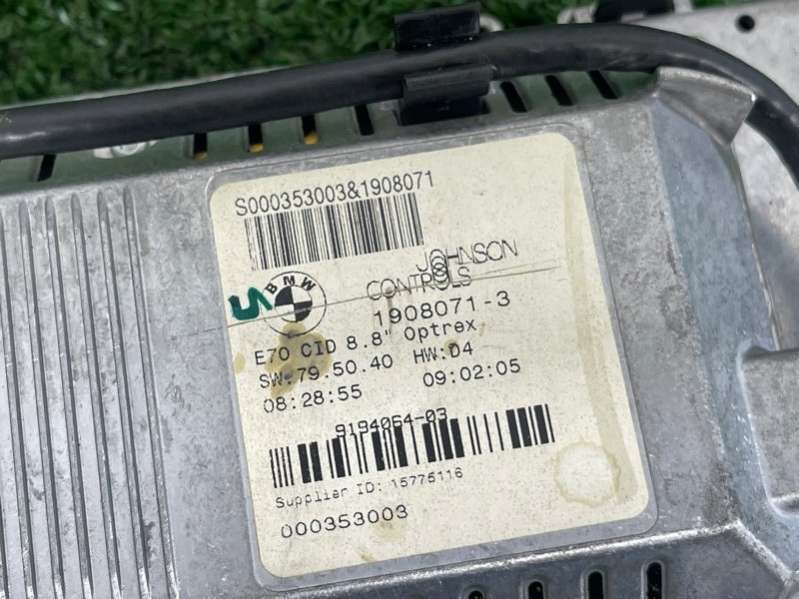 S000353003&1908071
JOHNSON
CONTROLS
BMW
1908071-3
E70 CID 8.8" Optrex
SW:79.50.40 HW:D4
08:28:55 09:02:05
9194064-03
Supplier ID: 15775116
000353003